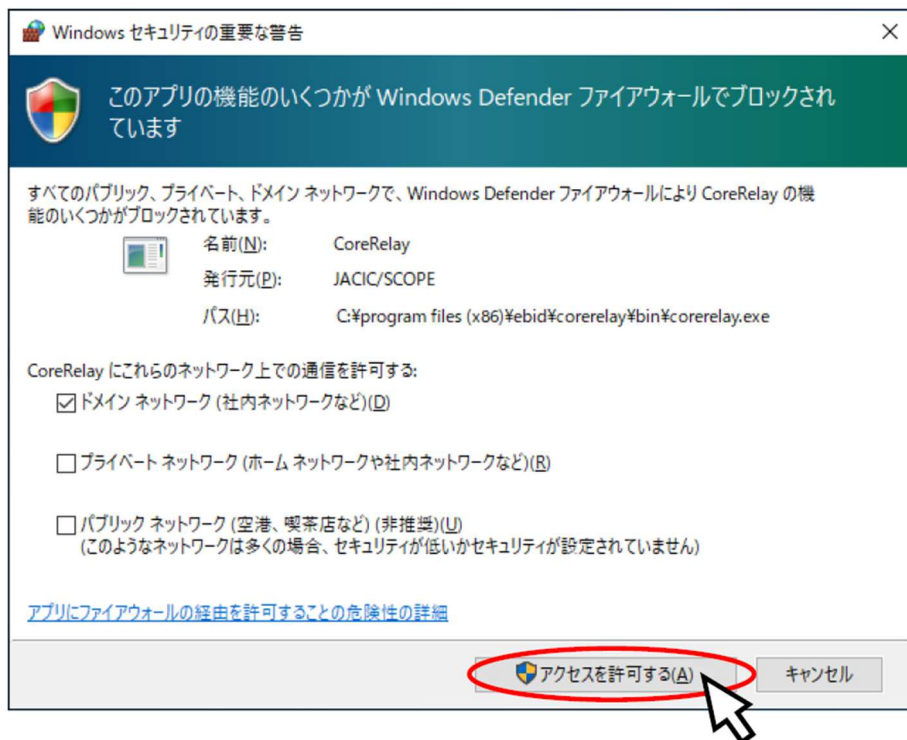 Windows セキュリティの重要な警告
このアプリの機能のいくつかが Windows Defender ファイアウォールでブロックされ
ています
すべてのパブリック、プライベート、ドメイン ネットワークで、Windows Defender ファイアウォールにより CoreRelay の機
能のいくつかがブロックされています。
名前(N): CoreRelay
発行元(P): JACIC/SCOPE
パス(H): C:¥program files (x86)¥ebid¥corerelay¥bin¥corerelay.exe
CoreRelay にこれらのネットワーク上での通信を許可する:
ドメイン ネットワーク (社内ネットワークなど)(D)
プライベート ネットワーク (ホーム ネットワークや社内ネットワークなど)(R)
パブリック ネットワーク (空港、喫茶店など) (非推奨)(U)
(このようなネットワークは多くの場合、セキュリティが低いかセキュリティが設定されていません)
アプリにファイアウォールの経由を許可することの危険性の詳細
アクセスを許可する(A) キャンセル